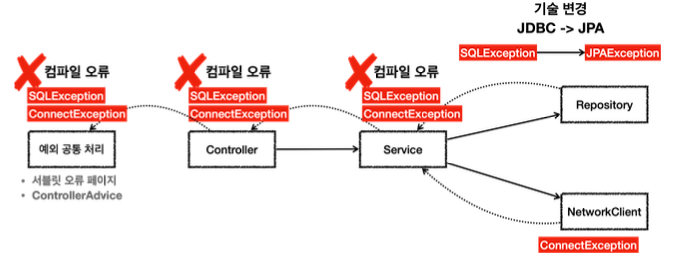 기술 변경
JDBC -> JPA
SQLException
JPAException
컴파일 오류
SQLException
ConnectException
예외 공통 처리
• 서블릿 오류 페이지
• ControllerAdvice
컴파일 오류
SQLException
ConnectException
Controller
컴파일 오류
SQLException
ConnectException
Service
Repository
NetworkClient
ConnectException